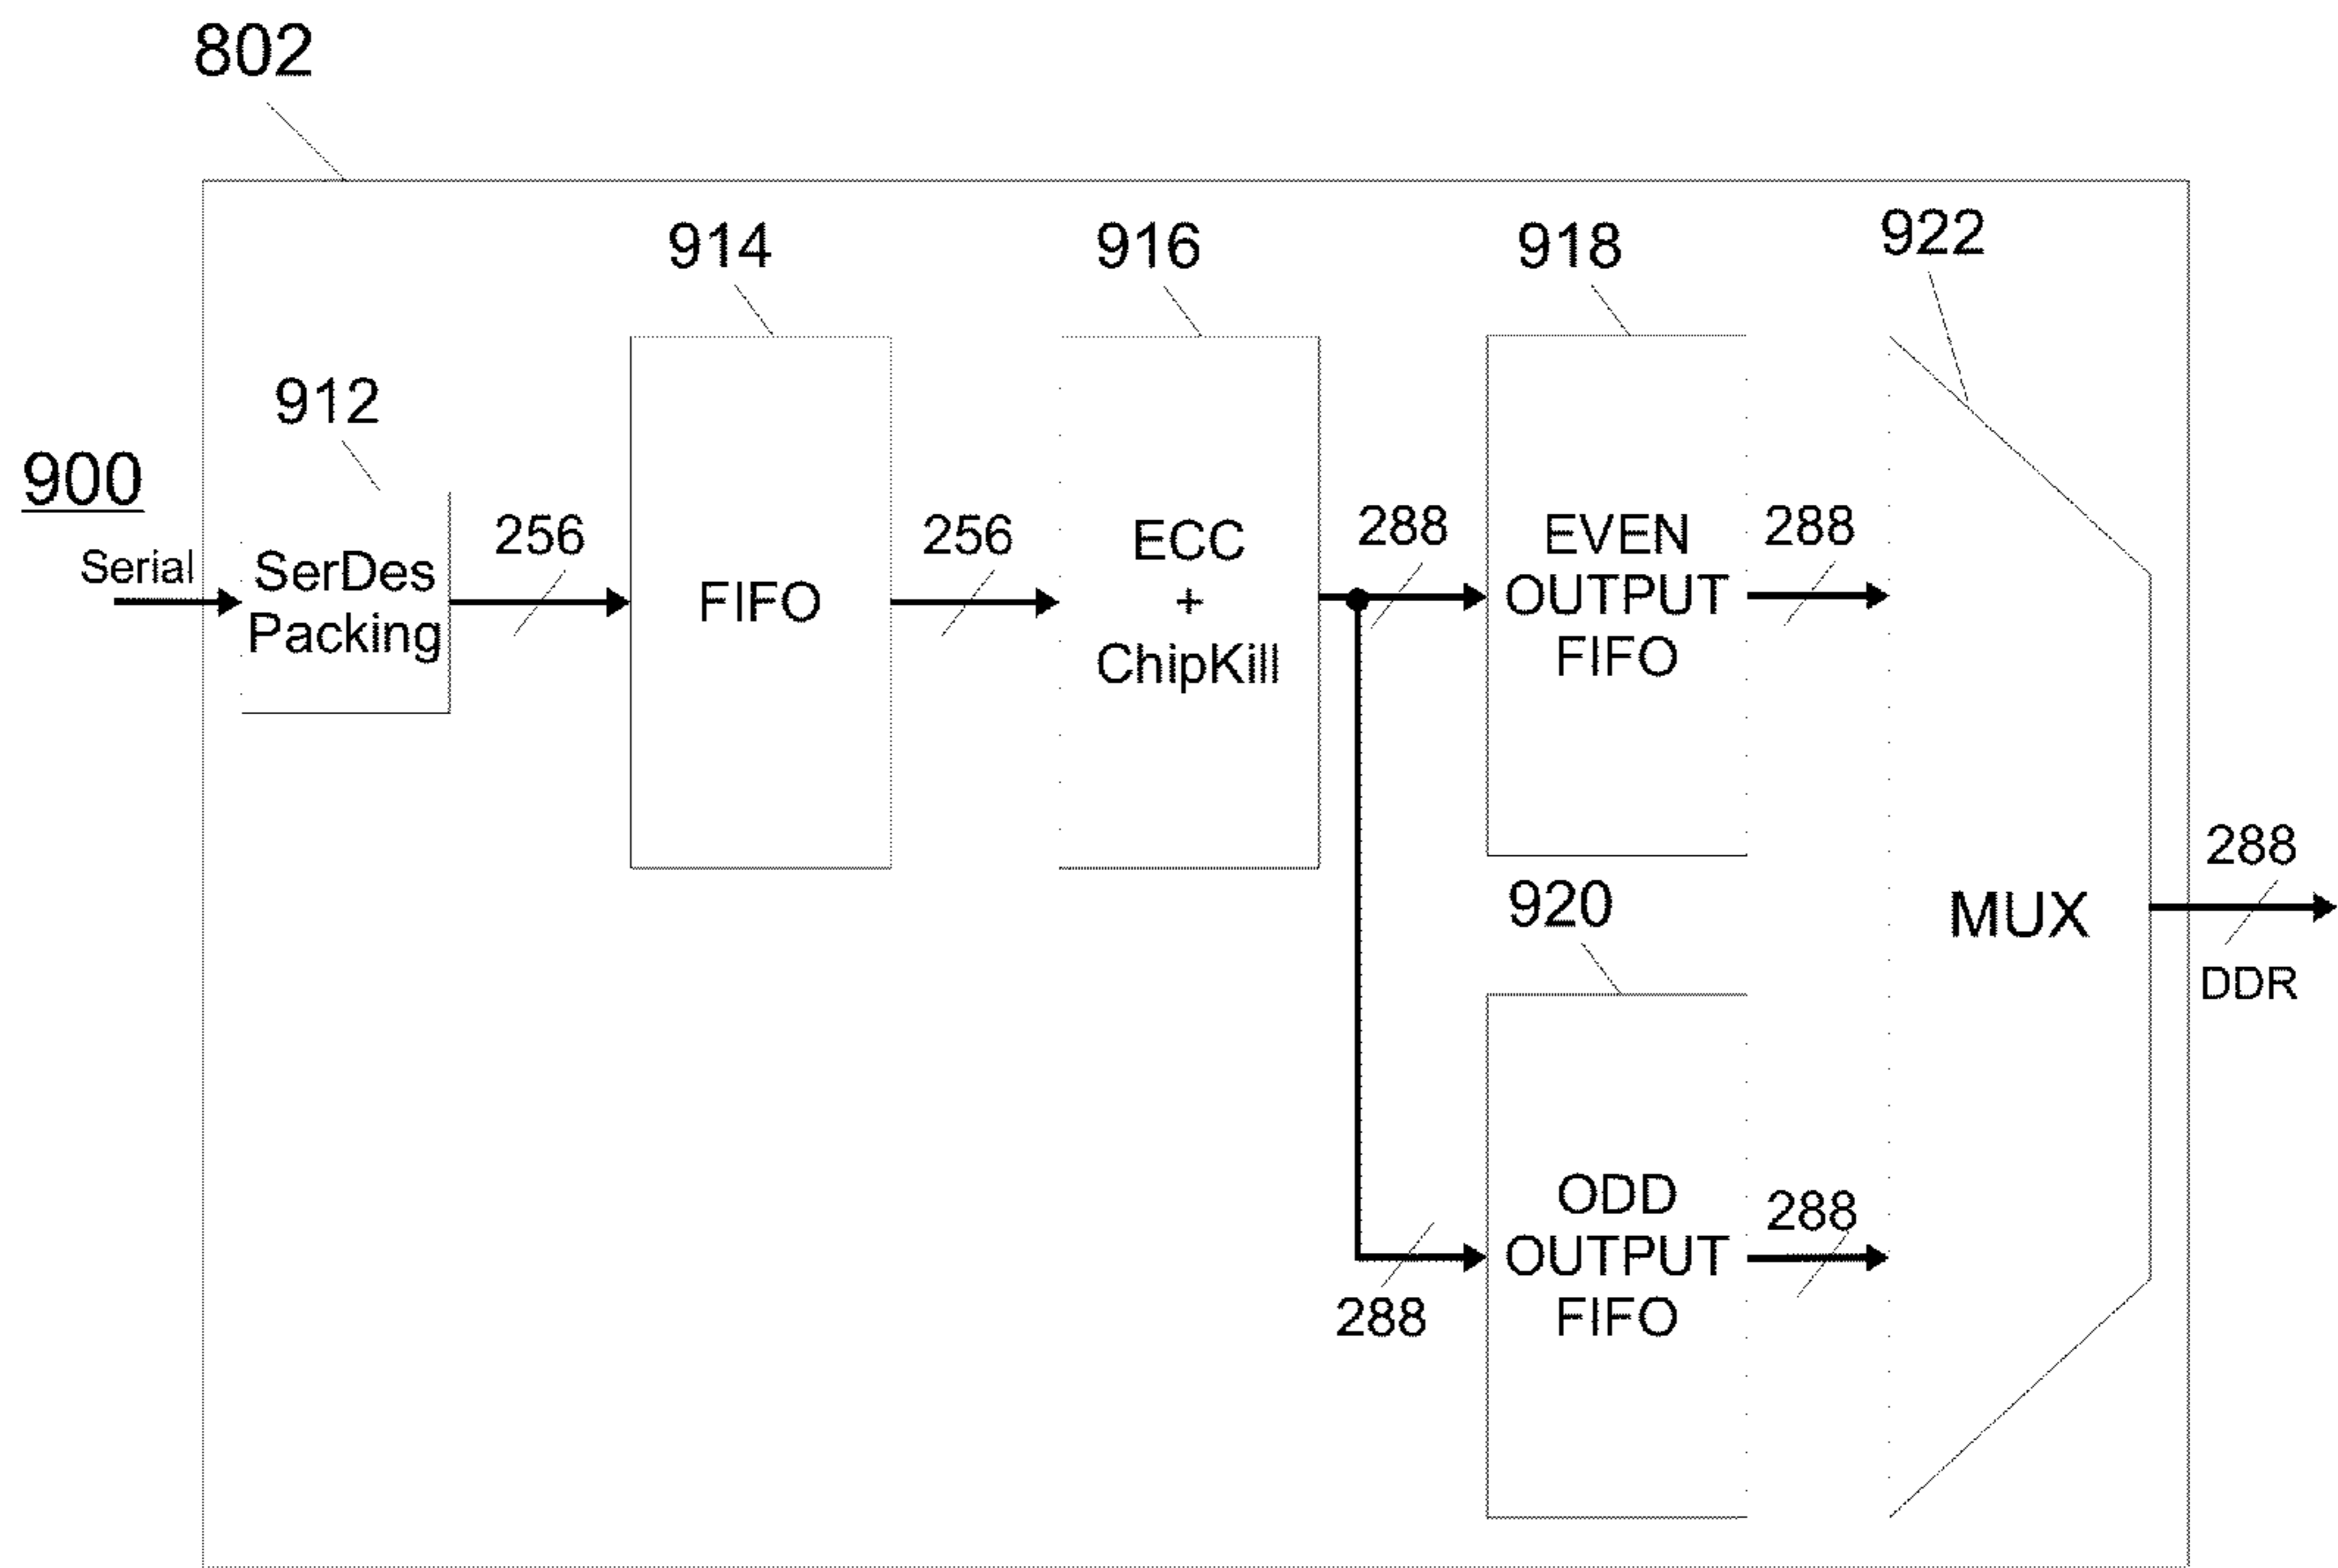 802
914
916
918
922
912
900
Serial
SerDes
Packing
256
FIFO
256
ECC
+
ChipKill
288
EVEN
OUTPUT
FIFO
288
920
MUX
288
DDR
288
ODD
OUTPUT
FIFO
288